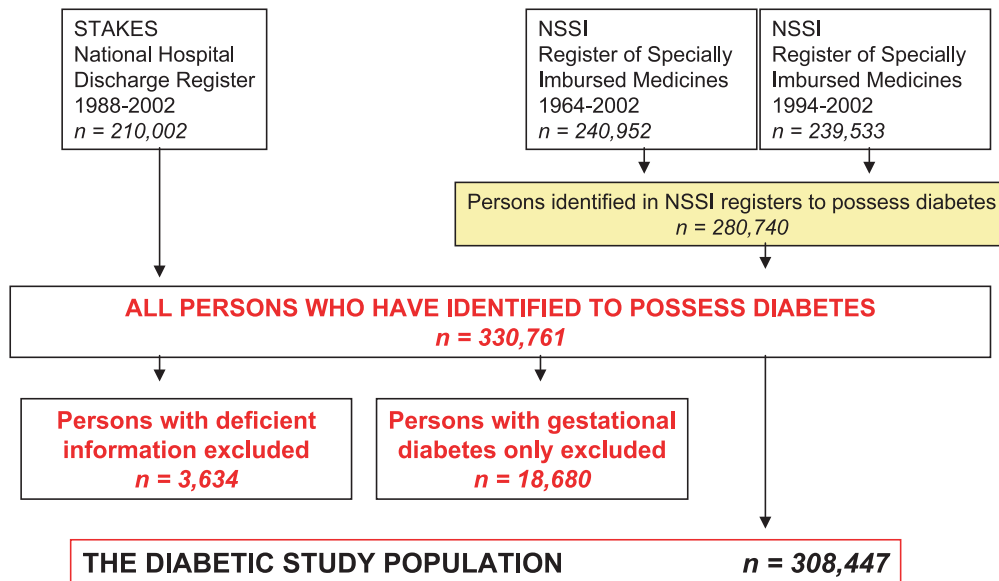 STAKES
National Hospital
Discharge Register
1988-2002
n = 210,002
NSSI
Register of Specially
Imbursed Medicines
1964-2002
n = 240,952
NSSI
Register of Specially
Imbursed Medicines
1994-2002
n = 239,533
Persons identified in NSSI registers to possess diabetes
n = 280,740
ALL PERSONS WHO HAVE IDENTIFIED TO POSSESS DIABETES
n = 330,761
Persons with deficient
information excluded
n = 3,634
Persons with gestational
diabetes only excluded
n = 18,680
THE DIABETIC STUDY POPULATION n = 308,447